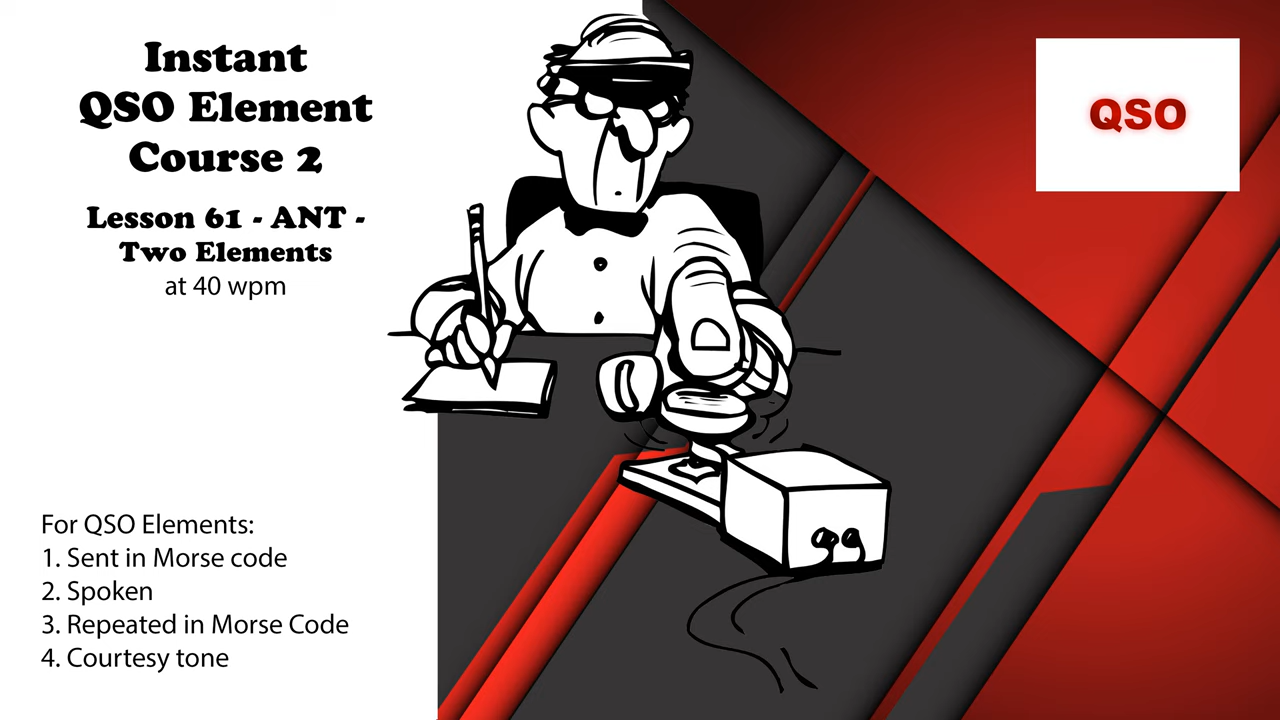 Instant
QSO Element
Course 2
Lesson 61 - ANT -
Two Elements
at 40 wpm
QSO
For QSO Elements:
1. Sent in Morse code
2. Spoken
3. Repeated in Morse Code
4. Courtesy tone